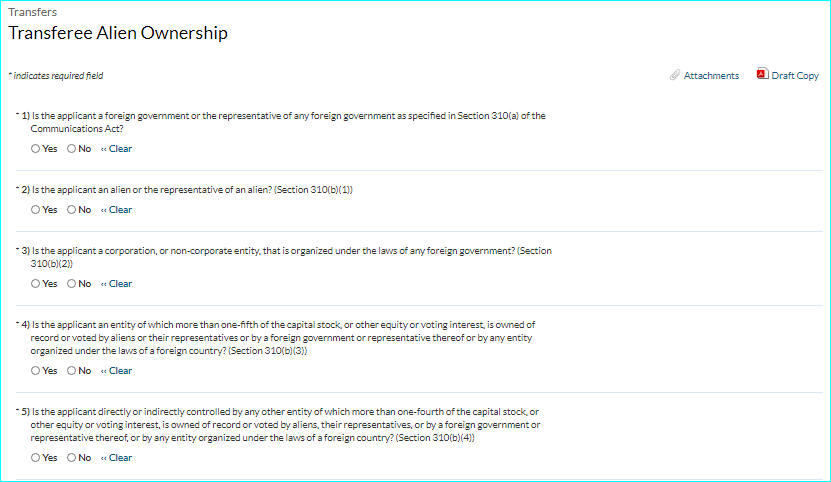 Transfers
Transferee Alien Ownership
* indicates required field
Attachments Draft Copy
* 1) Is the applicant a foreign government or the representative of any foreign government as specified in Section 310(a) of the
Communications Act?
Yes No ‹‹ Clear
* 2) Is the applicant an alien or the representative of an alien? (Section 310(b)(1))
Yes No ‹‹ Clear
* 3) Is the applicant a corporation, or non-corporate entity, that is organized under the laws of any foreign government? (Section
310(b)(2))
Yes No ‹‹ Clear
* 4) Is the applicant an entity of which more than one-fifth of the capital stock, or other equity or voting interest, is owned of
record or voted by aliens or their representatives or by a foreign government or representative thereof or by any entity
organized under the laws of a foreign country? (Section 310(b)(3))
Yes No ‹‹ Clear
* 5) Is the applicant directly or indirectly controlled by any other entity of which more than one-fourth of the capital stock, or
other equity or voting interest, is owned of record or voted by aliens, their representatives, or by a foreign government or
representative thereof, or by any entity organized under the laws of a foreign country? (Section 310(b)(4))
Yes No ‹‹ Clear